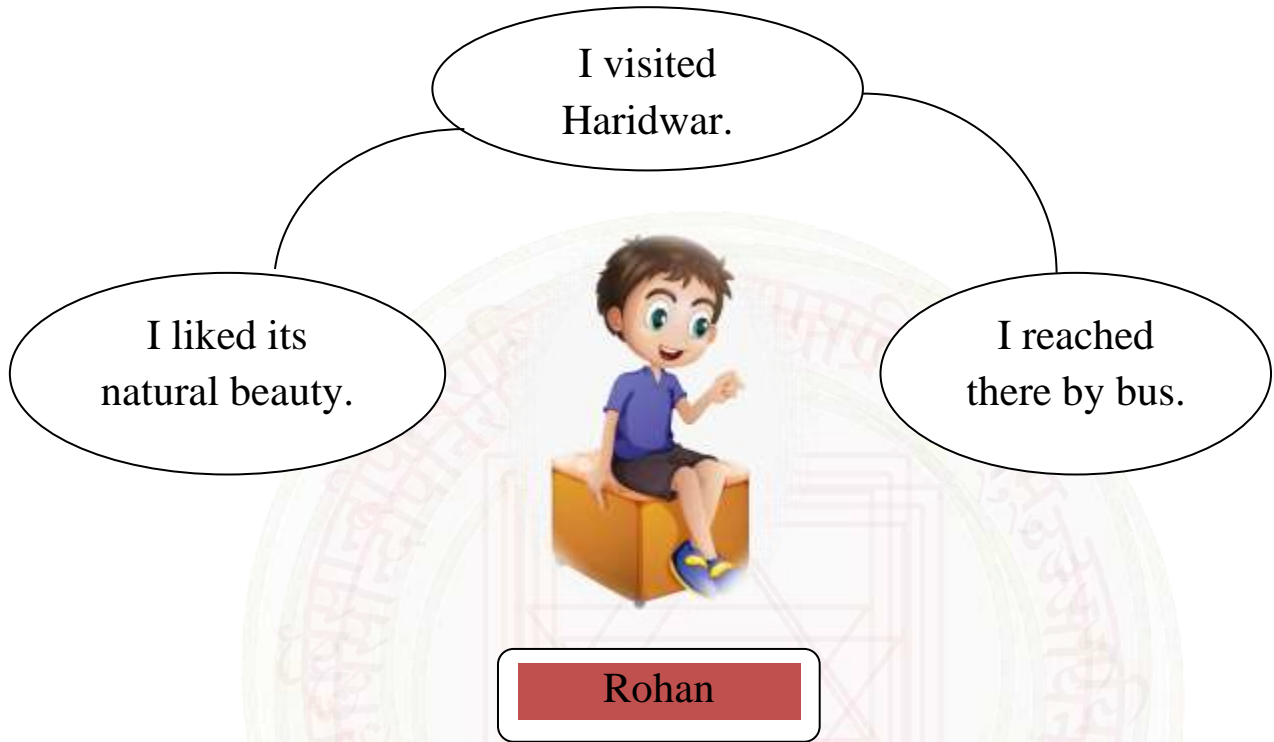 I visited
Haridwar.
I liked its
natural beauty.
I reached
there by bus.
Rohan